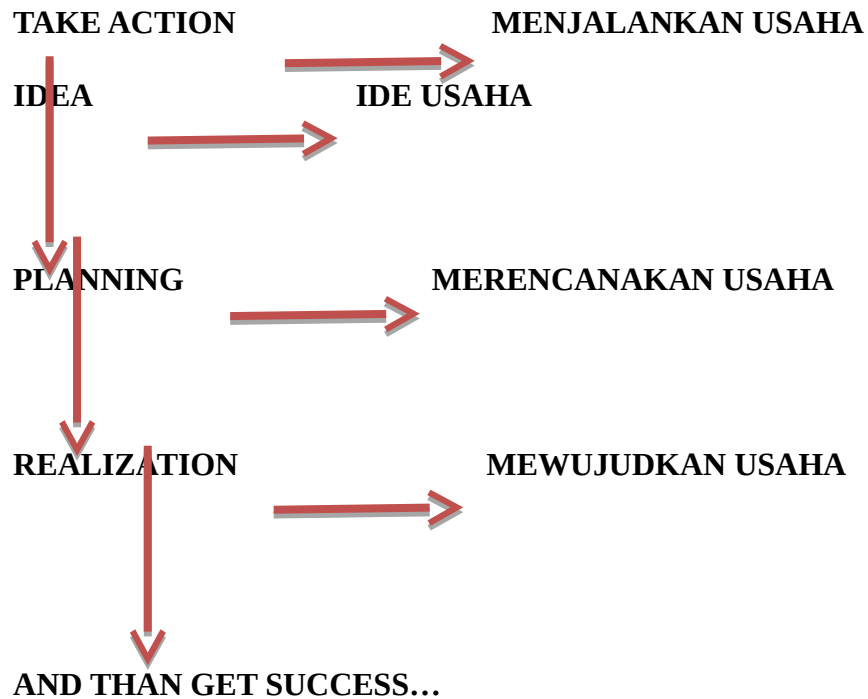 TAKE ACTION MENJALANKAN USAHA
IDEA IDE USAHA
PLANNING MERENCANAKAN USAHA
REALIZATION MEWUJUDKAN USAHA
AND THAN GET SUCCESS…